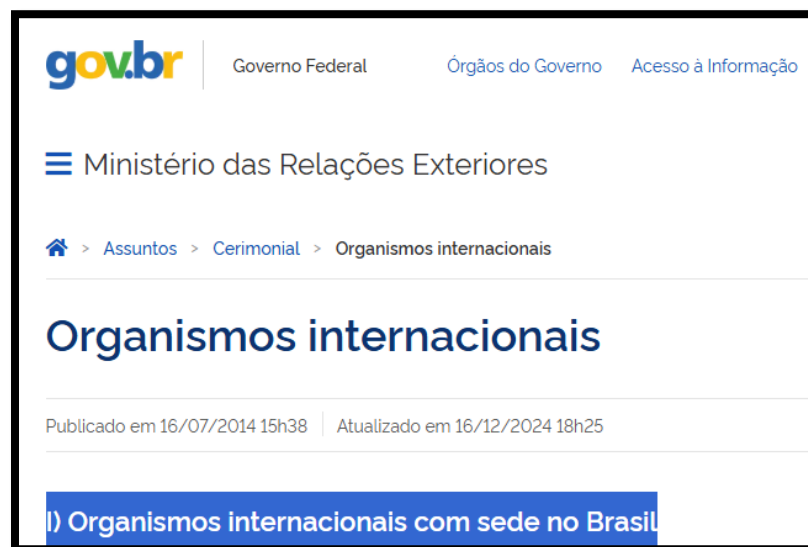 gov.br Governo Federal Órgãos do Governo Acesso à Informação
Ministério das Relações Exteriores
> Assuntos > Cerimonial > Organismos internacionais
Organismos internacionais
Publicado em 16/07/2014 15h38 Atualizado em 16/12/2024 18h25
I) Organismos internacionais com sede no Brasil